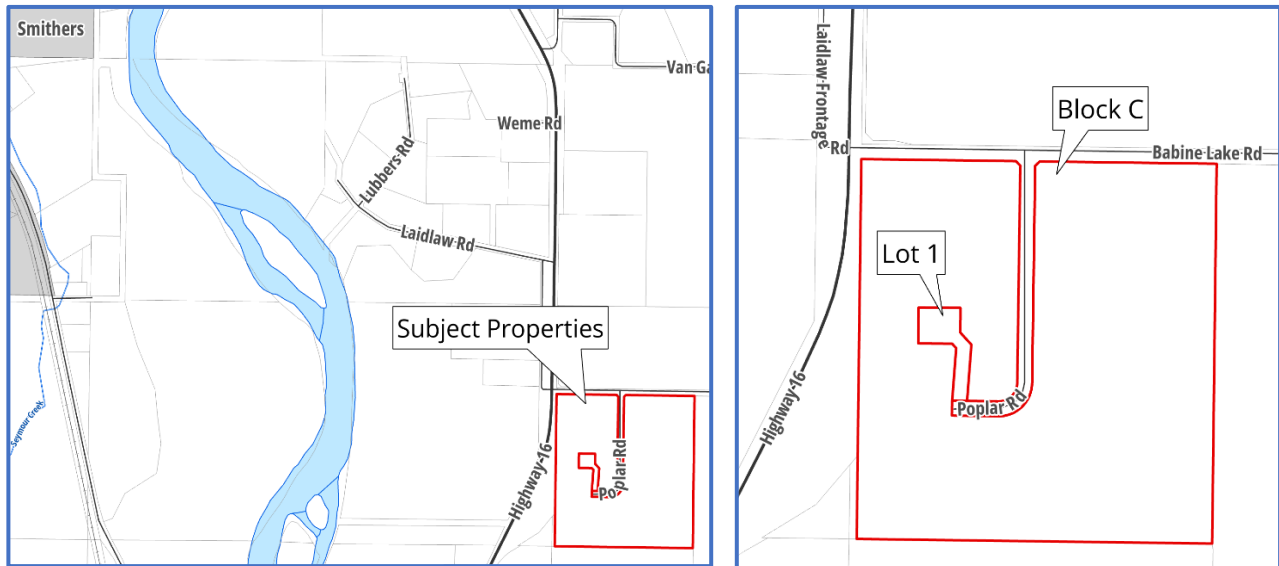 Smithers
Van Ga
Weme Rd
Lubbers Rd
Laidlaw Rd
Subject Properties
Seymour Creek
Highway 16
Poplar Rd
Laidlaw Frontage
Rd
Block C
Babine Lake Rd
Lot 1
Highway 16
Poplar Rd